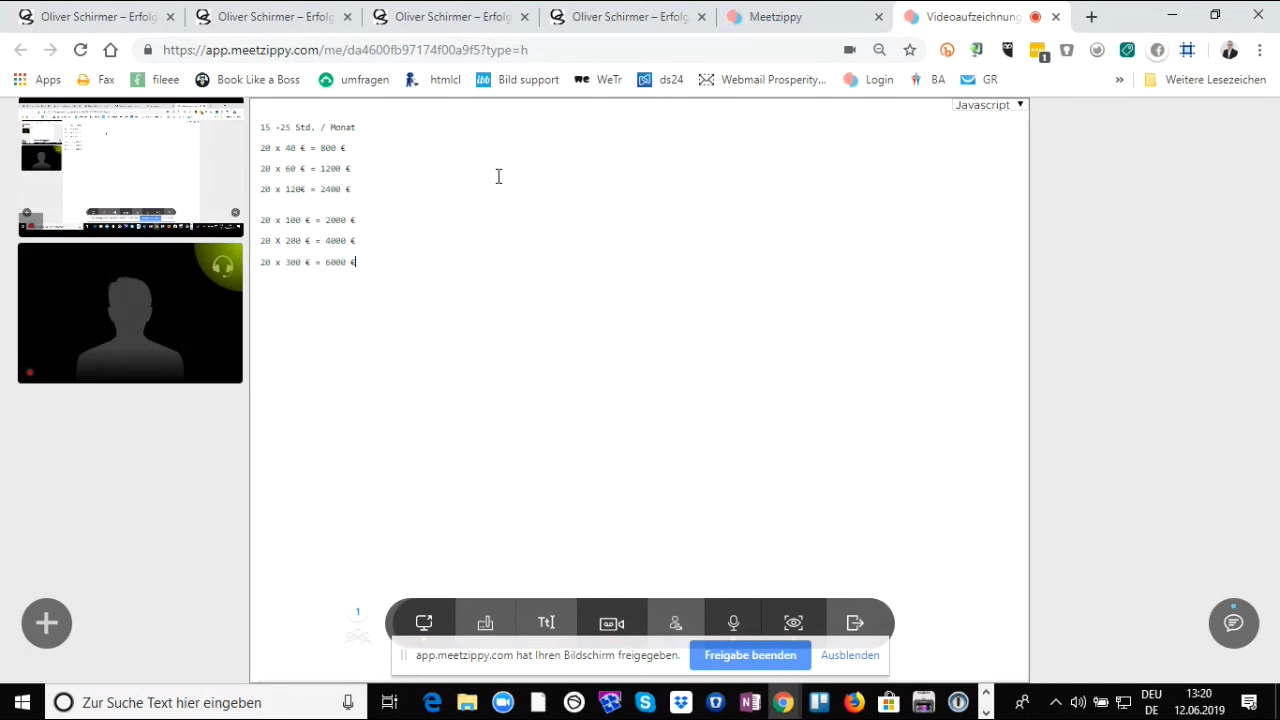 Oliver Schirmer – Erfolg
Oliver Schirmer – Erfolg
Oliver Schirmer – Erfolg
Oliver Schirmer – Erfolg
Meetzippy
Videoaufzeichnung
https://app.meetzippy.com/me/da4600fb97174f00a9f5?type=h
1
Apps
Fax
fileee
Book Like a Boss
umfragen
htmlcl
ibb
Bild support
WeTr
ds24
Webmail Prosperity...
Login
BA
GR
»
Weitere Lesezeichen
Javascript
15 -25 Std. / Monat
20 x 40 € = 800 €
20 x 60 € = 1200 €
20 x 120€ = 2400 €
20 x 100 € = 2000 €
20 X 200 € = 4000 €
20 x 300 € = 6000 €
1
TtI
app.meetzippy.com hat Ihren Bildschirm freigegeben.
Freigabe beenden
Ausblenden
Zur Suche Text hier eingeben
DEU
DE
13:20
12.06.2019